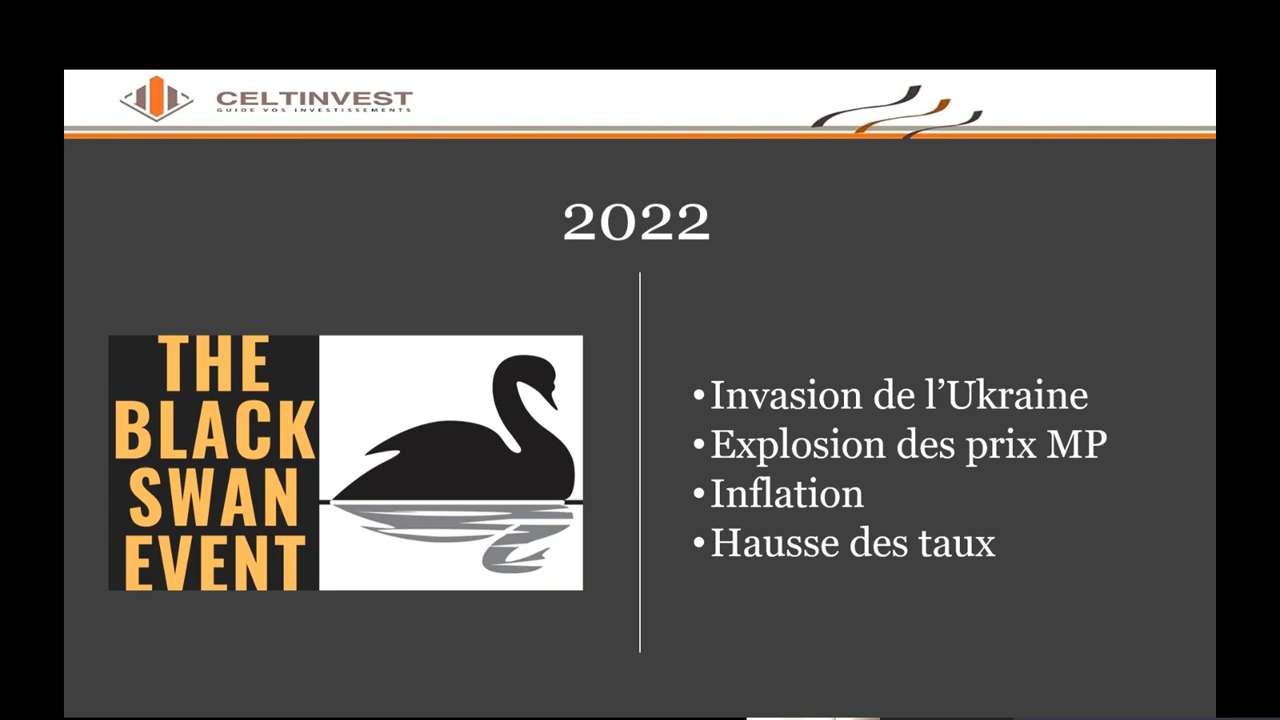 CELTINVEST
GUIDE VOS INVESTISSEMENTS
2022
THE
BLACK
SWAN
EVENT
•Invasion de l’Ukraine
•Explosion des prix MP
•Inflation
•Hausse des taux